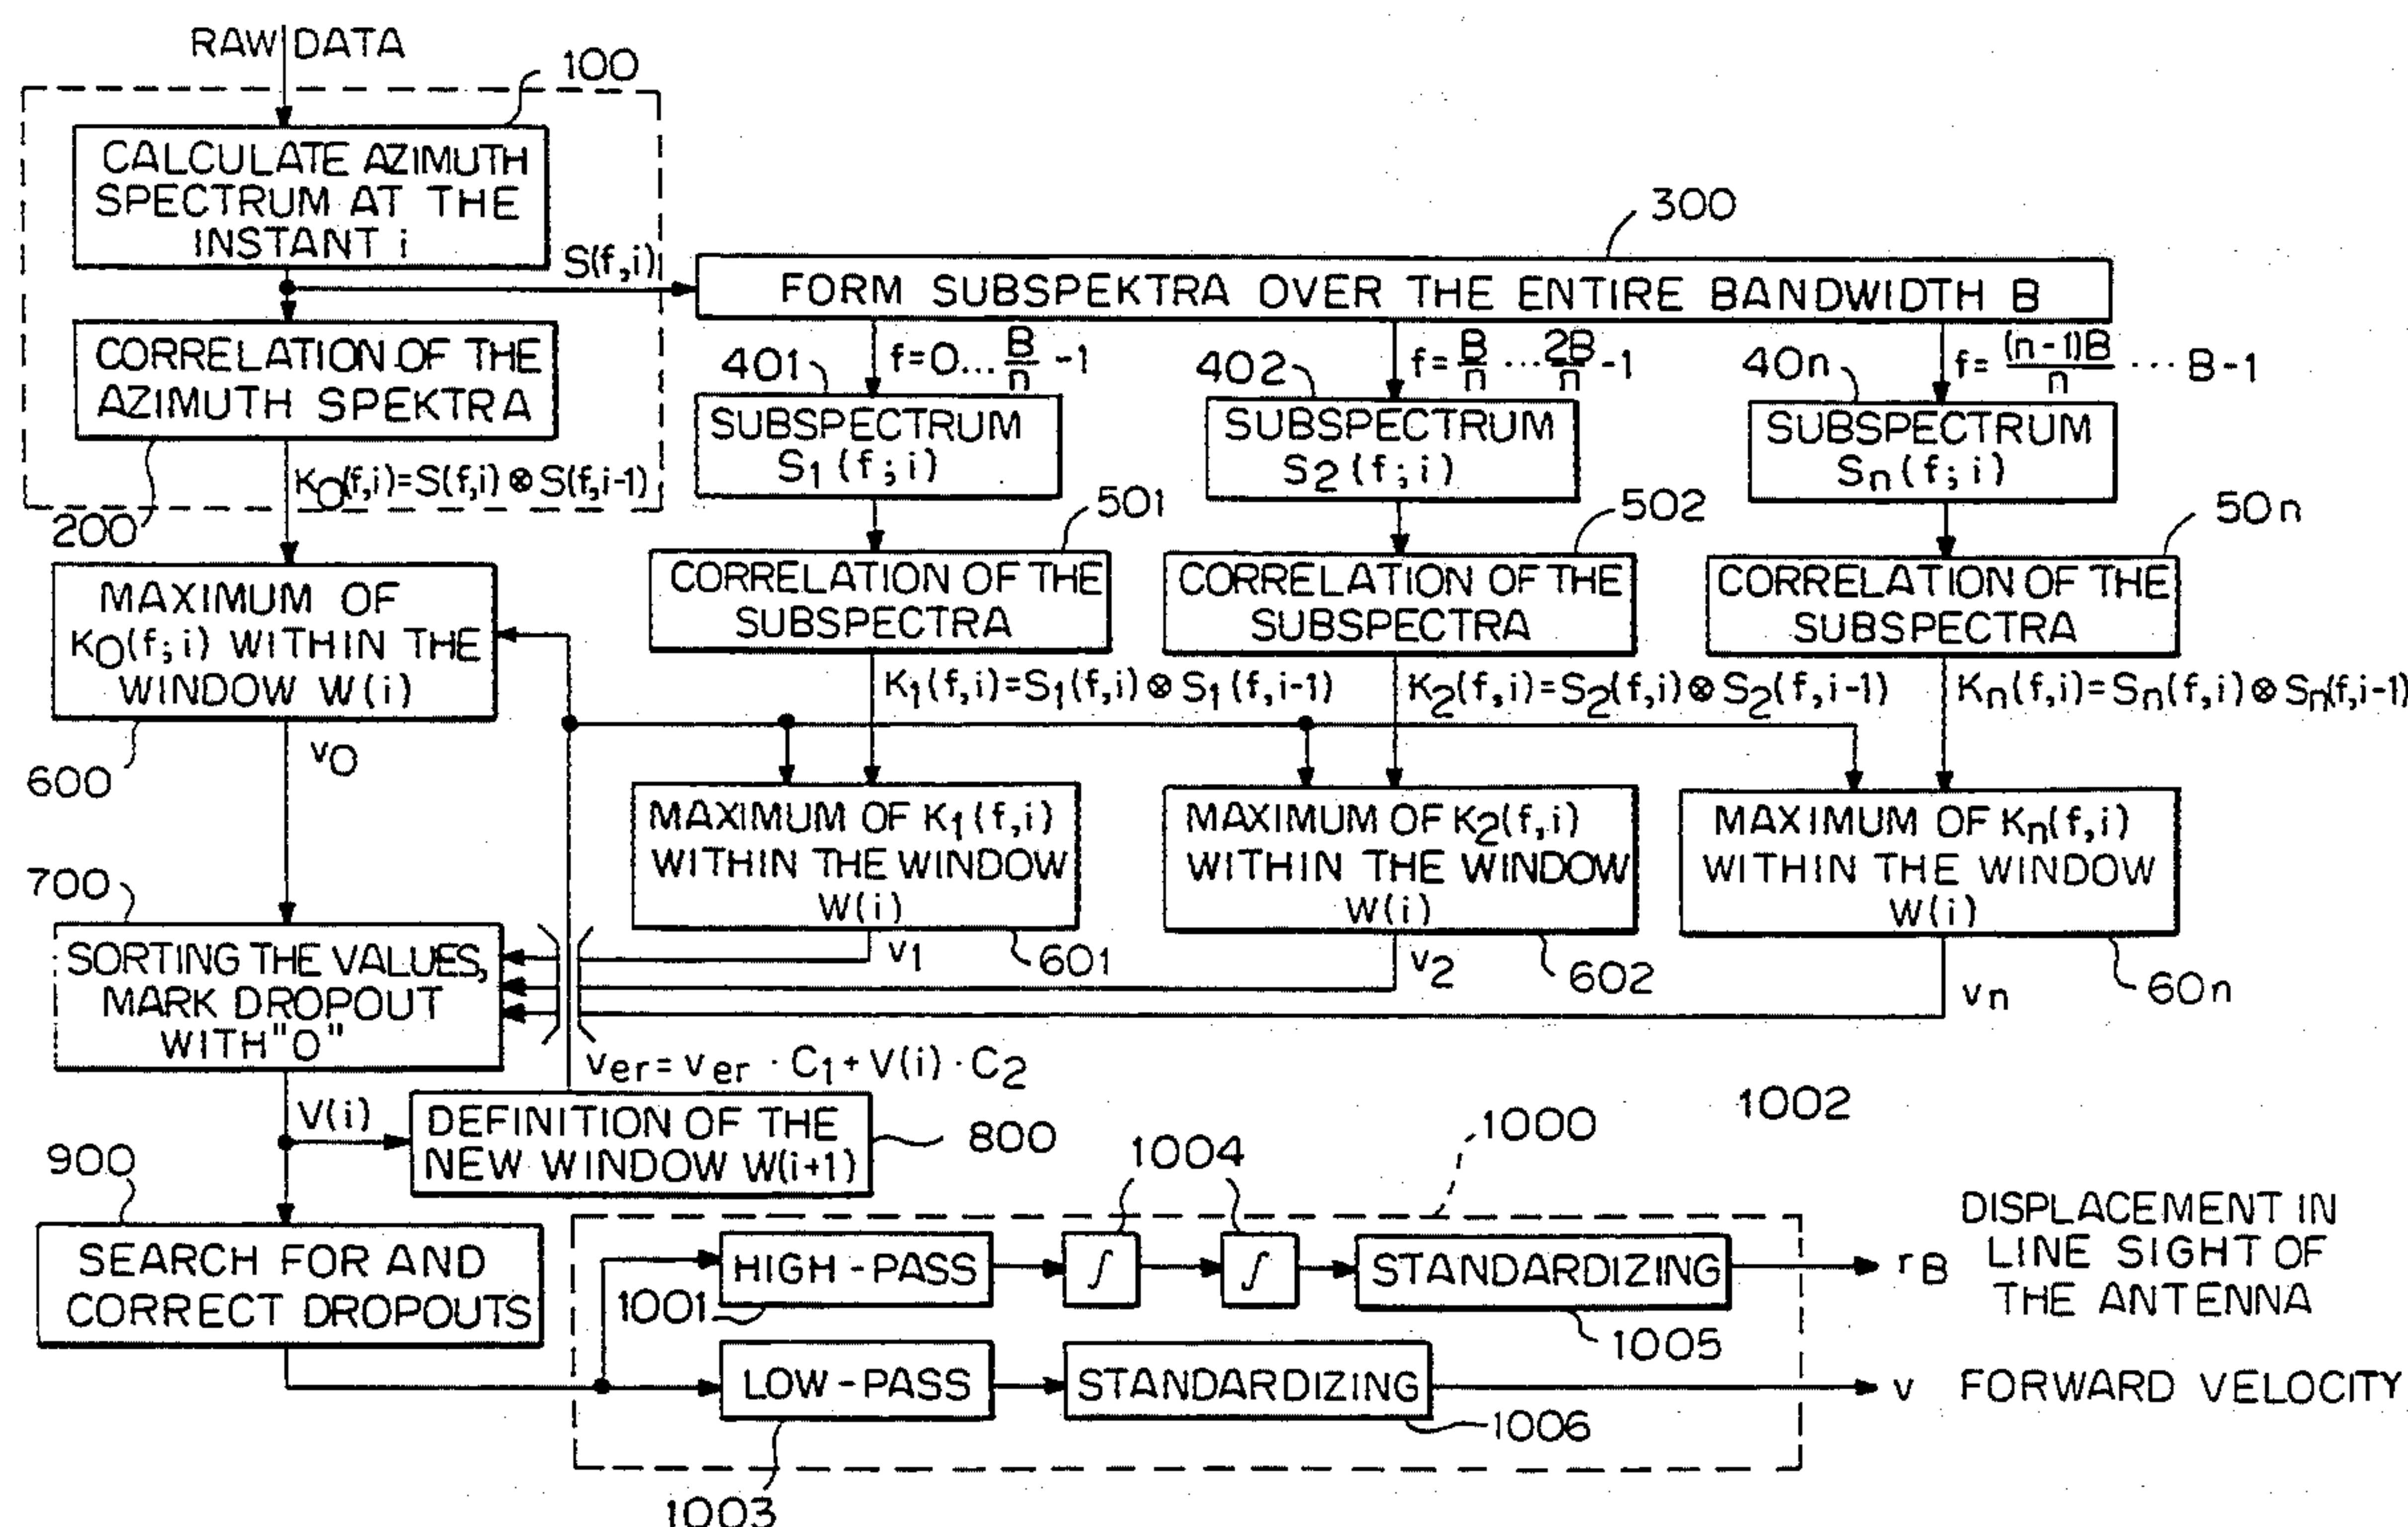 RAW DATA
100
CALCULATE AZIMUTH
SPECTRUM AT THE
INSTANT i
S(f,i)
300
FORM SUBSPEKTRA OVER THE ENTIRE BANDWIDTH B
CORRELATION OF THE
AZIMUTH SPEKTRA
200
K0(f,i)=S(f,i)⊗S(f,i-1)
401
f=0...B/n -1
402
f=B/n ...2B/n -1
40n
f=(n-1)B/n ...B-1
SUBSPECTRUM
S1(f;i)
SUBSPECTRUM
S2(f;i)
SUBSPECTRUM
Sn(f;i)
501
502
50n
CORRELATION OF THE
SUBSPECTRA
CORRELATION OF THE
SUBSPECTRA
CORRELATION OF THE
SUBSPECTRA
MAXIMUM OF
K0(f;i) WITHIN THE
WINDOW W(i)
600
v0
K1(f,i)=S1(f,i)⊗S1(f,i-1)
K2(f,i)=S2(f,i)⊗S2(f,i-1)
Kn(f,i)=Sn(f,i)⊗Sn(f,i-1)
MAXIMUM OF K1(f,i)
WITHIN THE WINDOW
W(i)
MAXIMUM OF K2(f,i)
WITHIN THE WINDOW
W(i)
MAXIMUM OF Kn(f,i)
WITHIN THE WINDOW
W(i)
700
v1
601
v2
602
vn
60n
SORTING THE VALUES,
MARK DROPOUT
WITH "0"
ver=ver·C1+V(i)·C2
V(i)
DEFINITION OF THE
NEW WINDOW W(i+1)
800
900
SEARCH FOR AND
CORRECT DROPOUTS
1000
1002
1004
HIGH-PASS
1001
∫
∫
STANDARDIZING
1005
rB
DISPLACEMENT IN
LINE SIGHT OF
THE ANTENNA
LOW-PASS
1003
STANDARDIZING
1006
v FORWARD VELOCITY